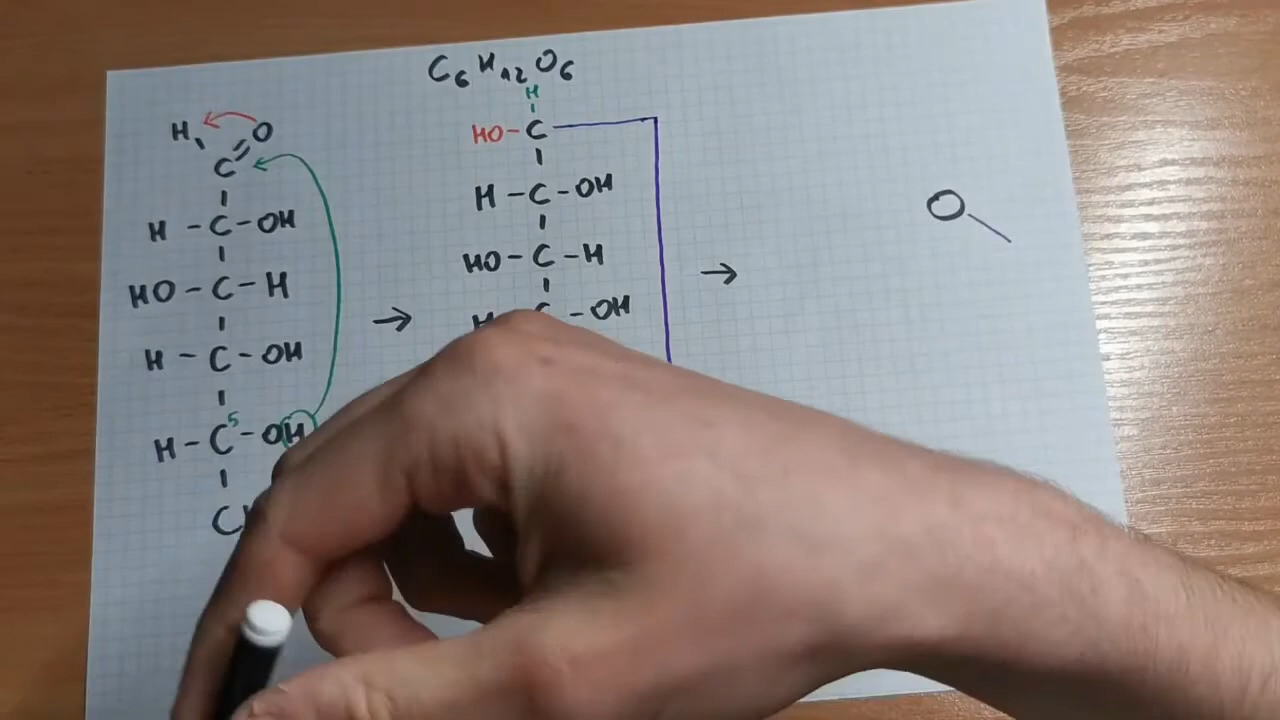 C6H12O6
H O
C
H-C-OH
HO-C-H
H-C-OH
H-C5-OH
H
HO-C
H-C-OH
HO-C-H
-OH
→
→
O